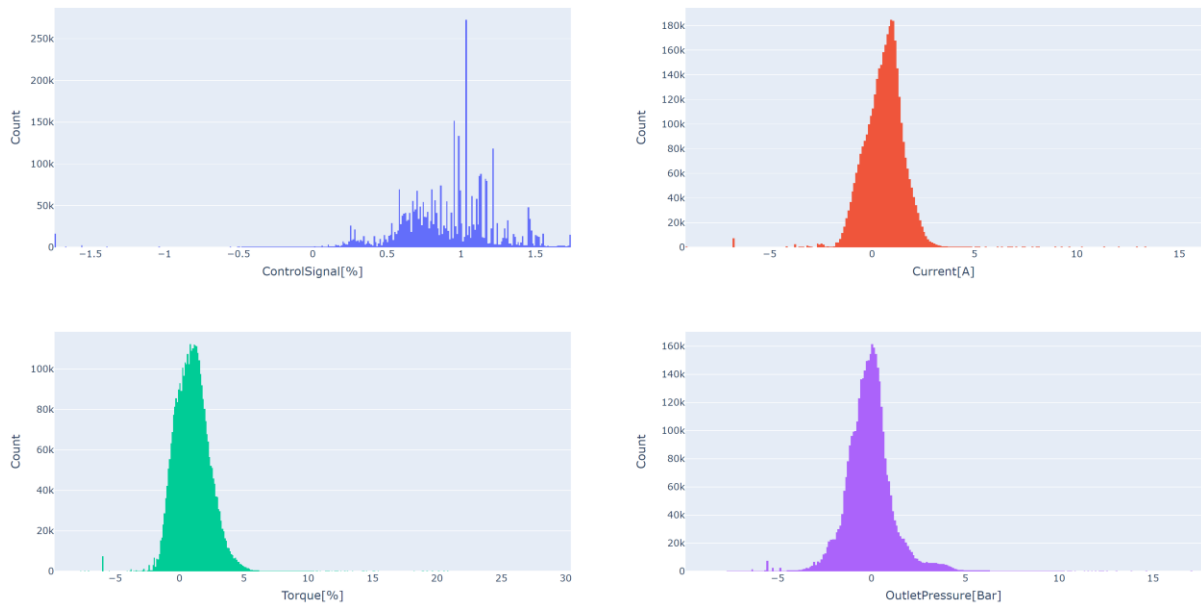 250k
200k
150k
100k
50k
0
Count
−1.5
−1
−0.5
0
0.5
1
1.5
ControlSignal[%]
180k
160k
140k
120k
100k
80k
60k
40k
20k
0
Count
−5
0
5
10
15
Current[A]
100k
80k
60k
40k
20k
0
Count
−5
0
5
10
15
20
25
30
Torque[%]
160k
140k
120k
100k
80k
60k
40k
20k
0
Count
−5
0
5
10
15
OutletPressure[Bar]